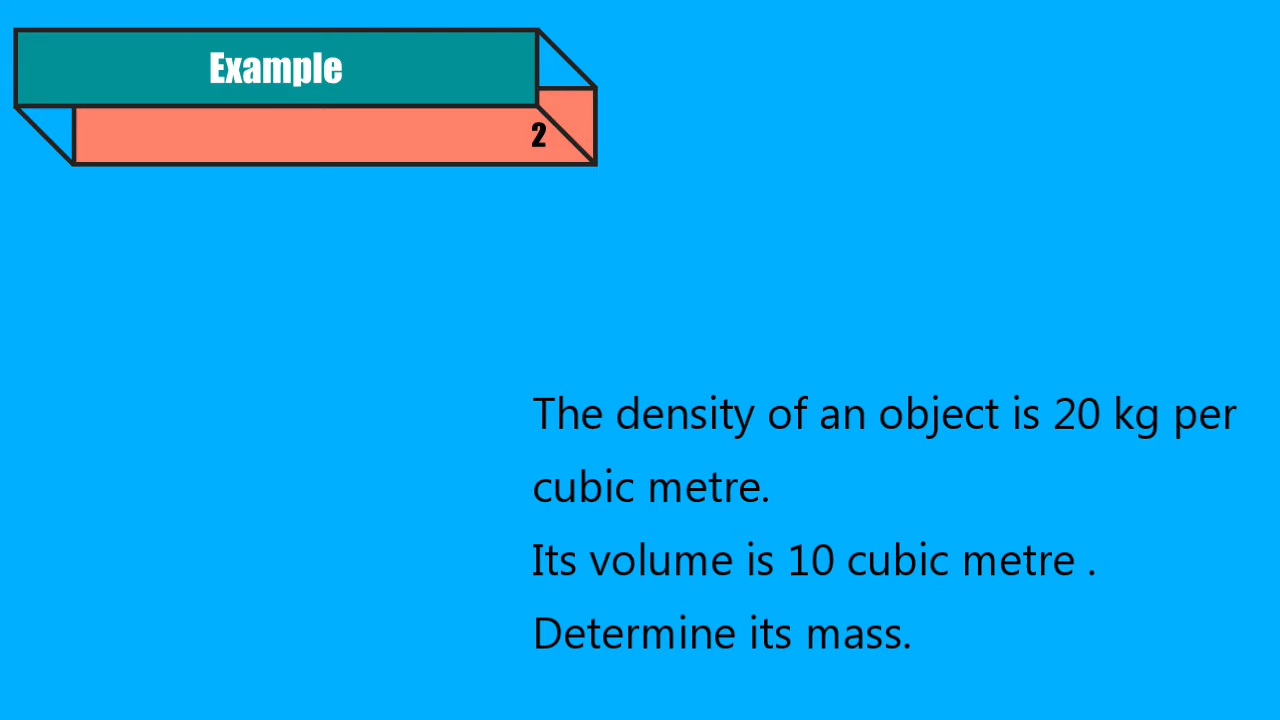 Example
2
The density of an object is 20 kg per
cubic metre.
Its volume is 10 cubic metre .
Determine its mass.